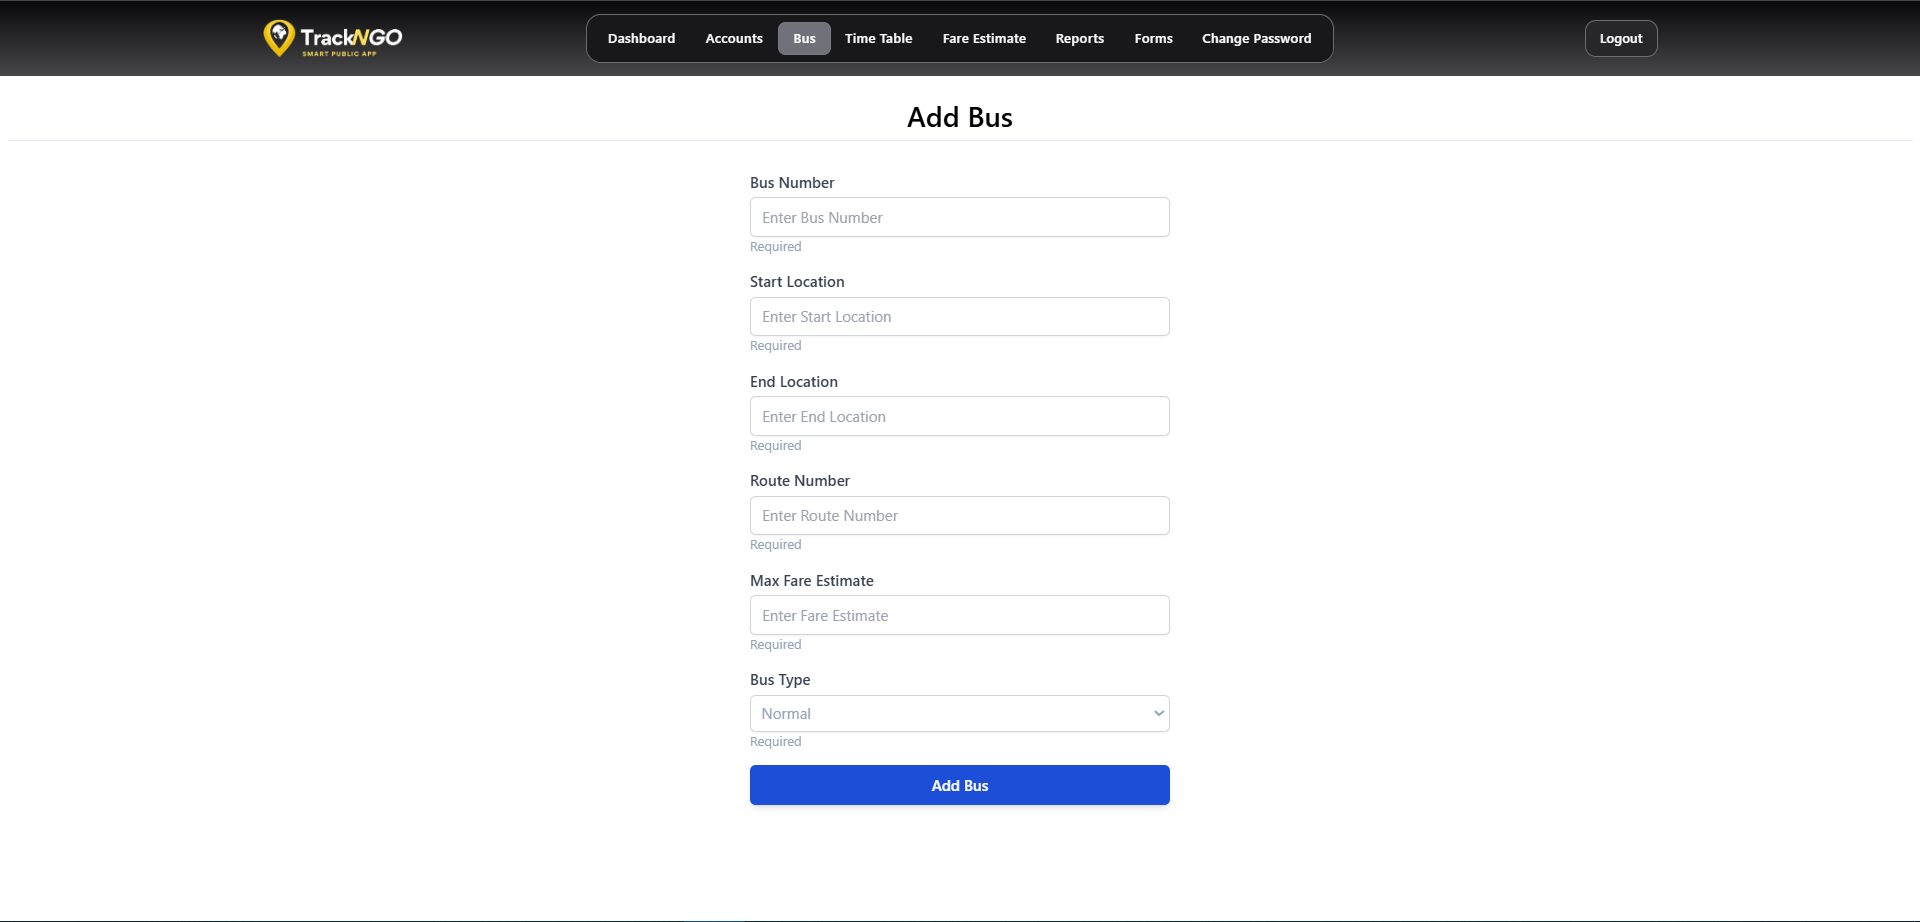 TrackNGO
SMART PUBLIC APP
Dashboard Accounts Bus Time Table Fare Estimate Reports Forms Change Password
Logout
Add Bus
Bus Number
Enter Bus Number
Required
Start Location
Enter Start Location
Required
End Location
Enter End Location
Required
Route Number
Enter Route Number
Required
Max Fare Estimate
Enter Fare Estimate
Required
Bus Type
Normal
Required
Add Bus